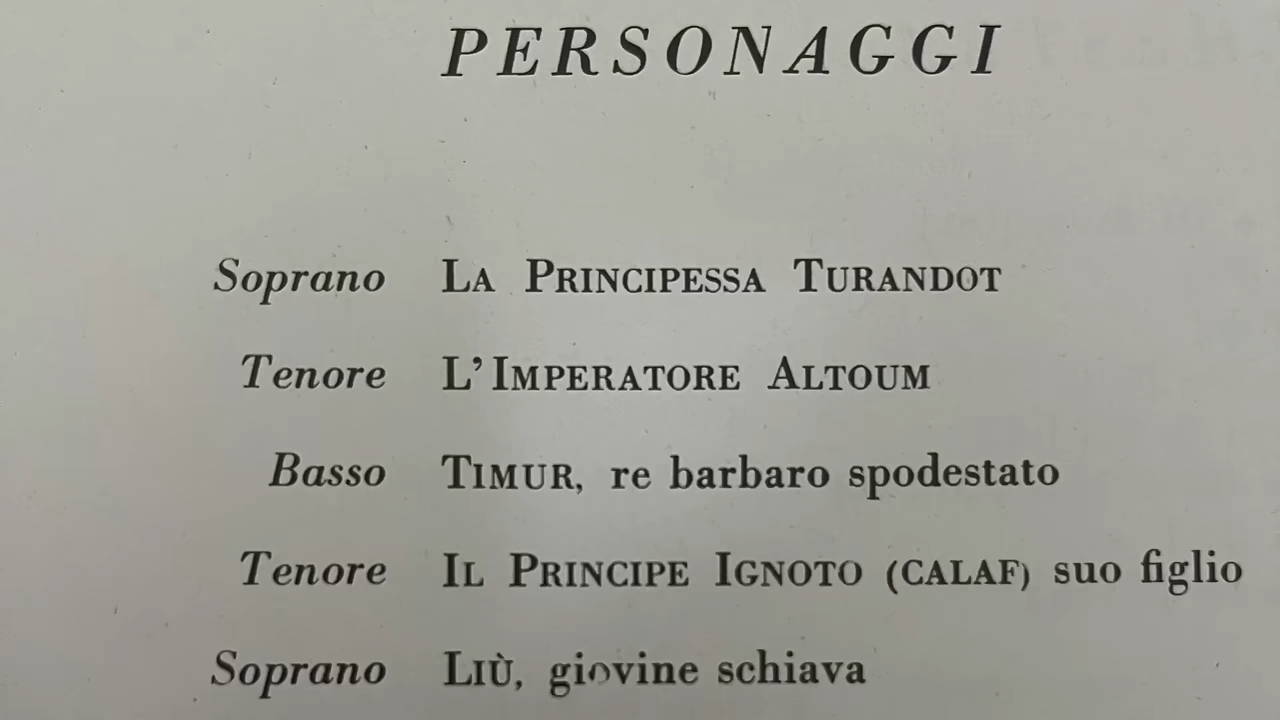 PERSONAGGI
Soprano LA PRINCIPESSA TURANDOT
Tenore L'IMPERATORE ALTOUM
Basso TIMUR, re barbaro spodestato
Tenore IL PRINCIPE IGNOTO (CALAF) suo figlio
Soprano LIÙ, giovine schiava